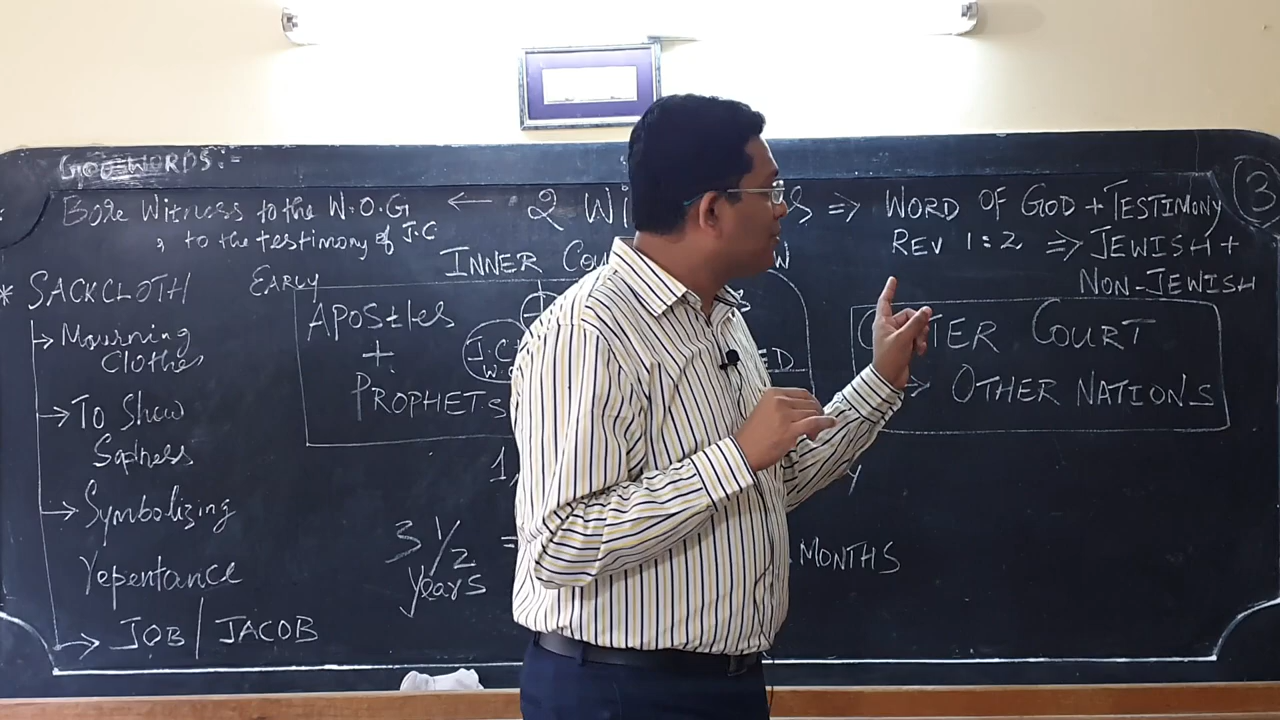 GOD WORDS:-
Bore Witness to the W.O.G ← 2 Wi S => WORD OF GOD + TESTIMONY
, to the testimony of J.C
REV 1:2 => JEWISH +
NON-JEWISH
3
INNER Cou W
* SACKCLOTH
EARLY
→ Mourning
Clothes
→ To Show
Sadness
→ Symbolizing
repentance
→ JOB / JACOB
APOStles
+
PROPHETS
J.C
W.
ED
TER COURT
=> OTHER NATIONS
1,
y
3 1/2
years
=
MONTHS